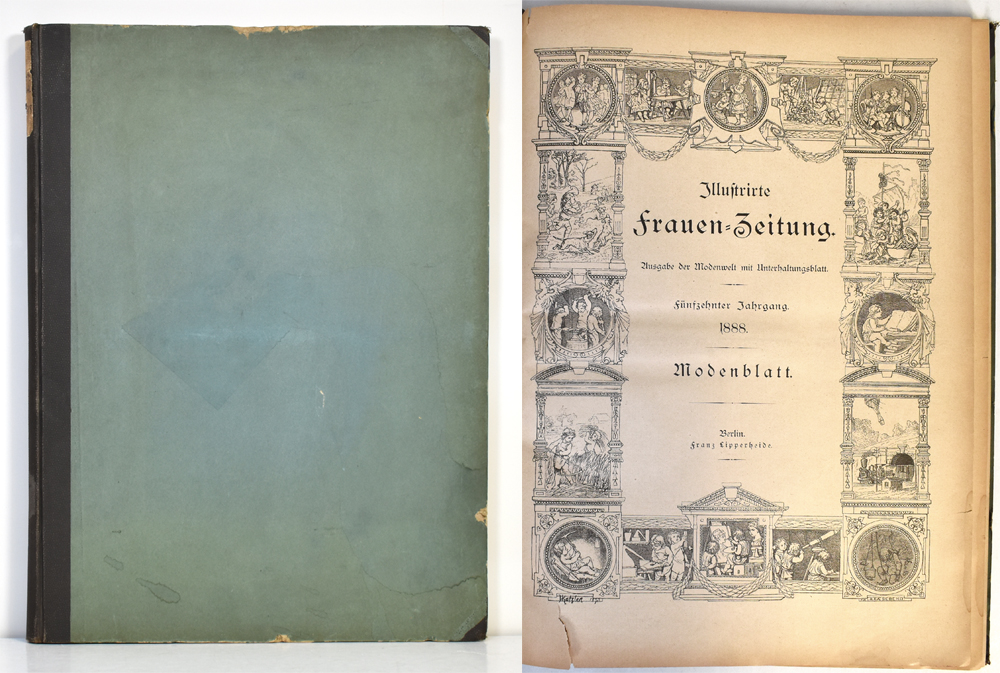 Illustrirte
Frauen-Zeitung.
Ausgabe der Modenwelt mit Unterhaltungsblatt.
Fünfzehnter Jahrgang.
1888.
Modenblatt.
Berlin.
Franz Lipperheide.